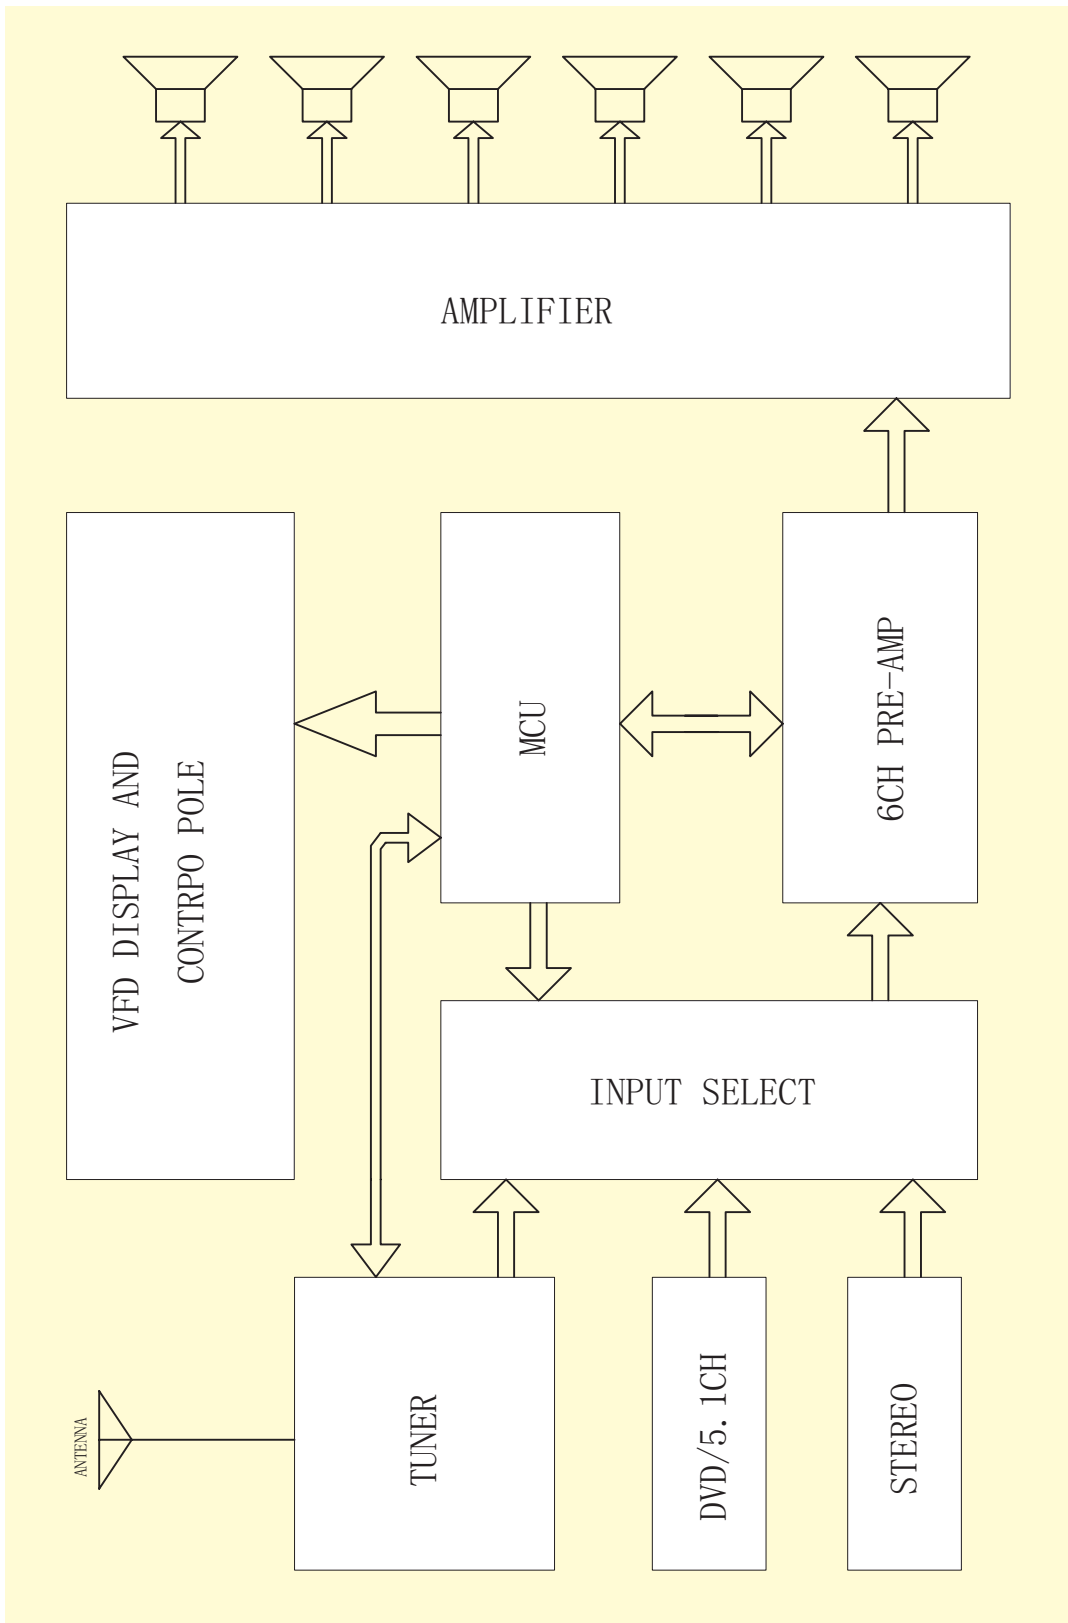 AMPLIFIER
VFD DISPLAY AND
CONTRPO POLE
MCU
6CH PRE-AMP
INPUT SELECT
ANTENNA
TUNER
DVD/5. 1CH
STEREO